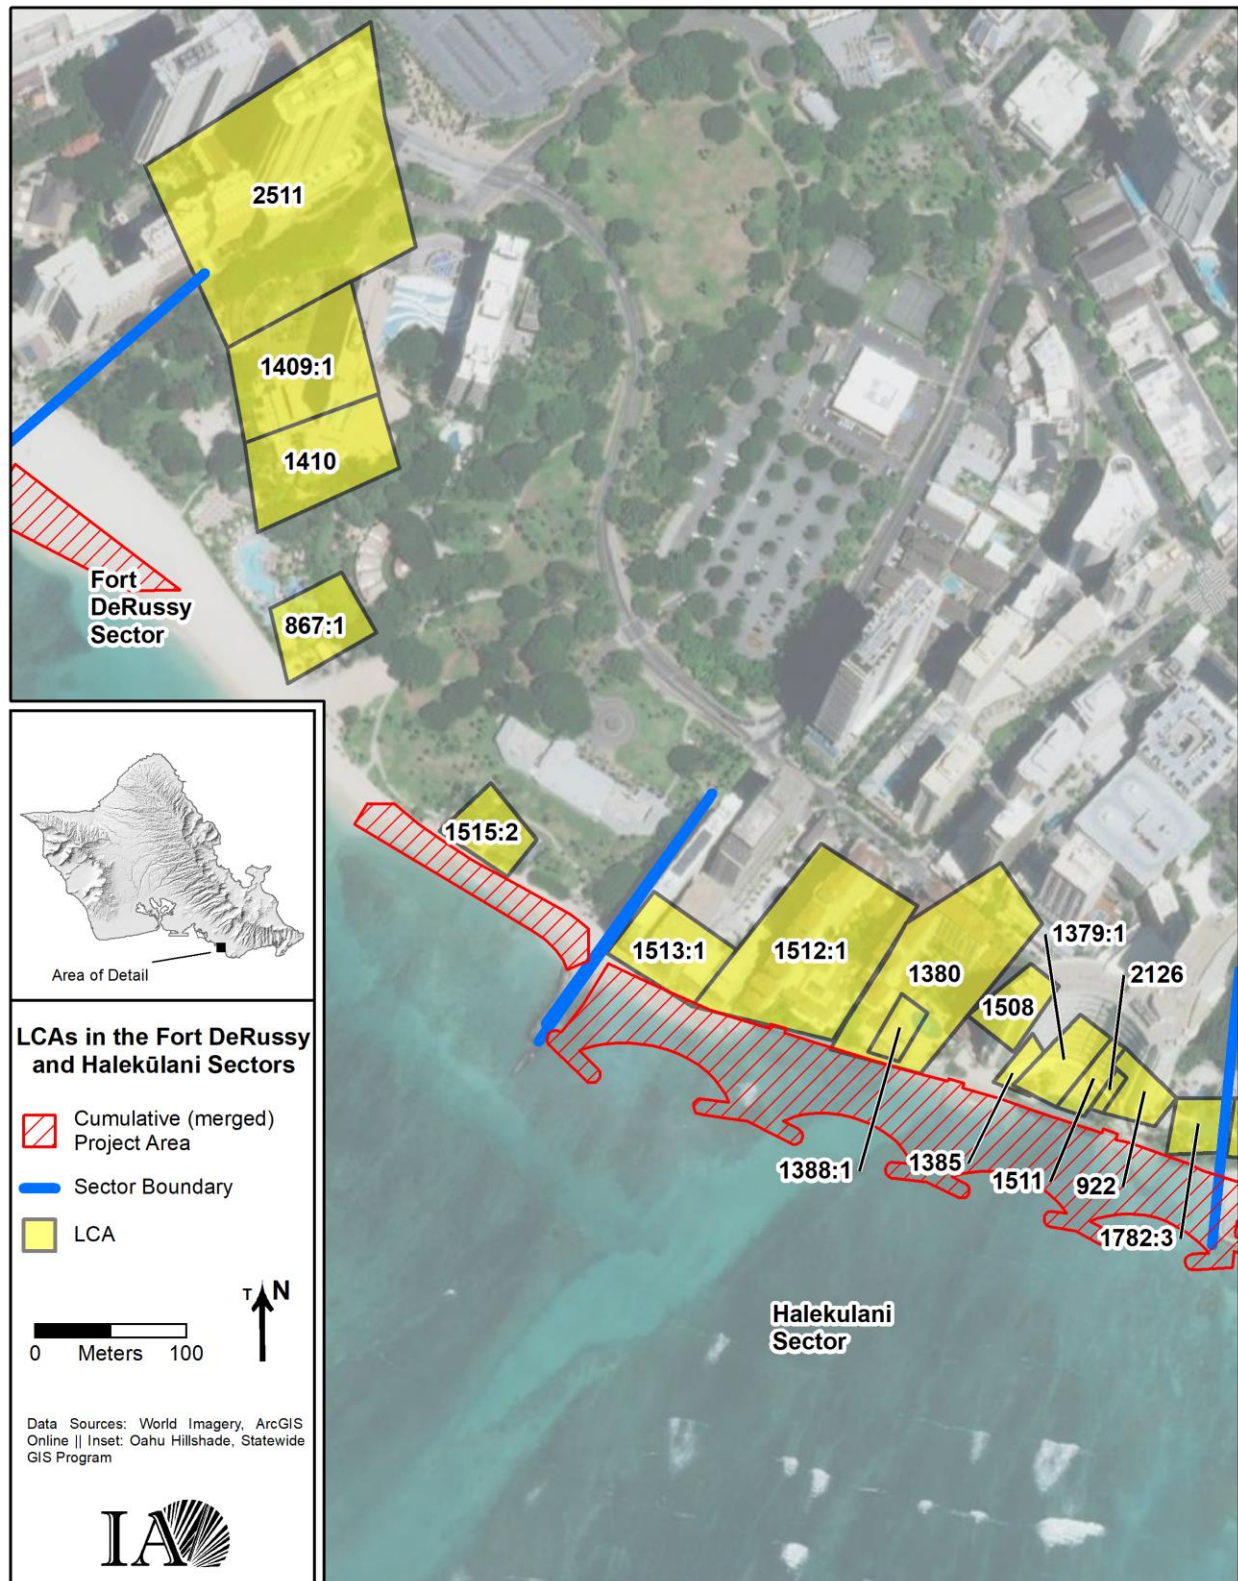 2511
1409:1
1410
867:1
Fort
DeRussy
Sector
1515:2
1513:1
1512:1
1380
1508
1379:1
2126
1388:1
1385
1511
922
1782:3
Halekulani
Sector
Area of Detail
LCAs in the Fort DeRussy
and Halekūlani Sectors
Cumulative (merged)
Project Area
Sector Boundary
LCA
T N
0 Meters 100
Data Sources: World Imagery, ArcGIS
Online || Inset: Oahu Hillshade, Statewide
GIS Program
IA